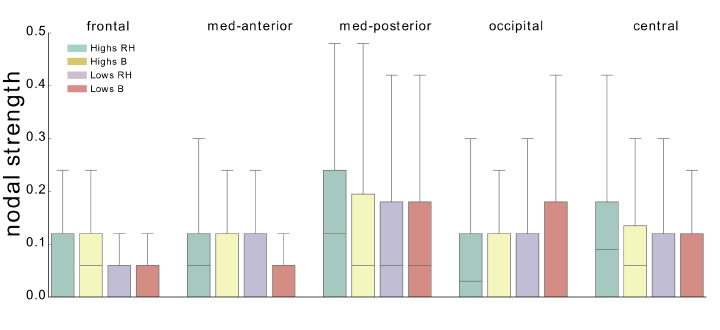 frontal med-anterior med-posterior occipital central
0.5
Highs RH
Highs B
Lows RH
Lows B
0.4
0.3
0.2
0.1
0.0
nodal strength